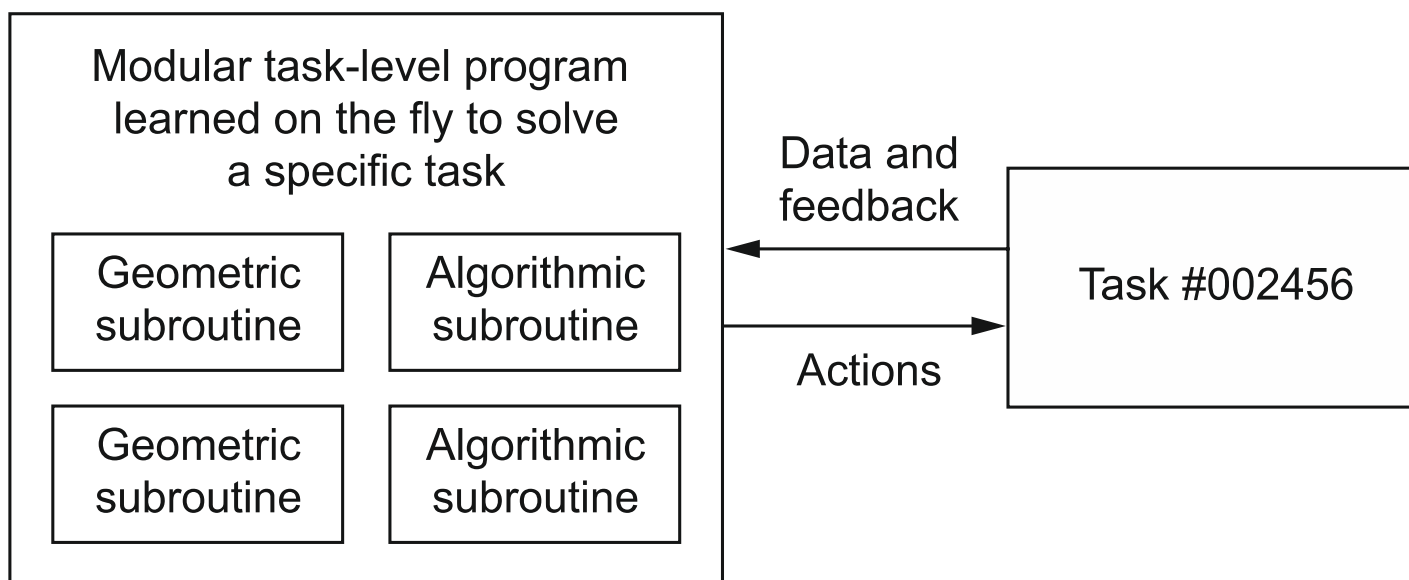 Modular task-level program
learned on the fly to solve
a specific task
Data and
feedback
Geometric
subroutine
Algorithmic
subroutine
Task #002456
Actions
Geometric
subroutine
Algorithmic
subroutine